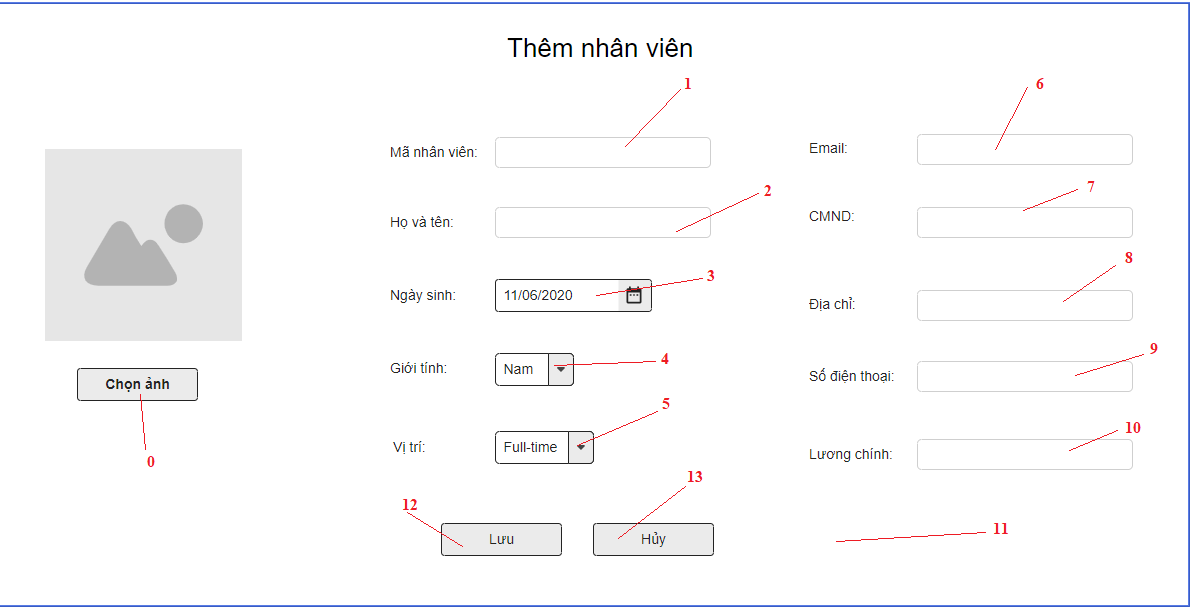 Thêm nhân viên
1
6
Mã nhân viên:
Email:
2
7
Họ và tên:
CMND:
3
8
Ngày sinh:
11/06/2020
Địa chỉ:
4
9
Giới tính:
Nam
Số điện thoại:
Chọn ảnh
5
10
Vị trí:
Full-time
Lương chính:
0
13
12
11
Lưu
Hủy